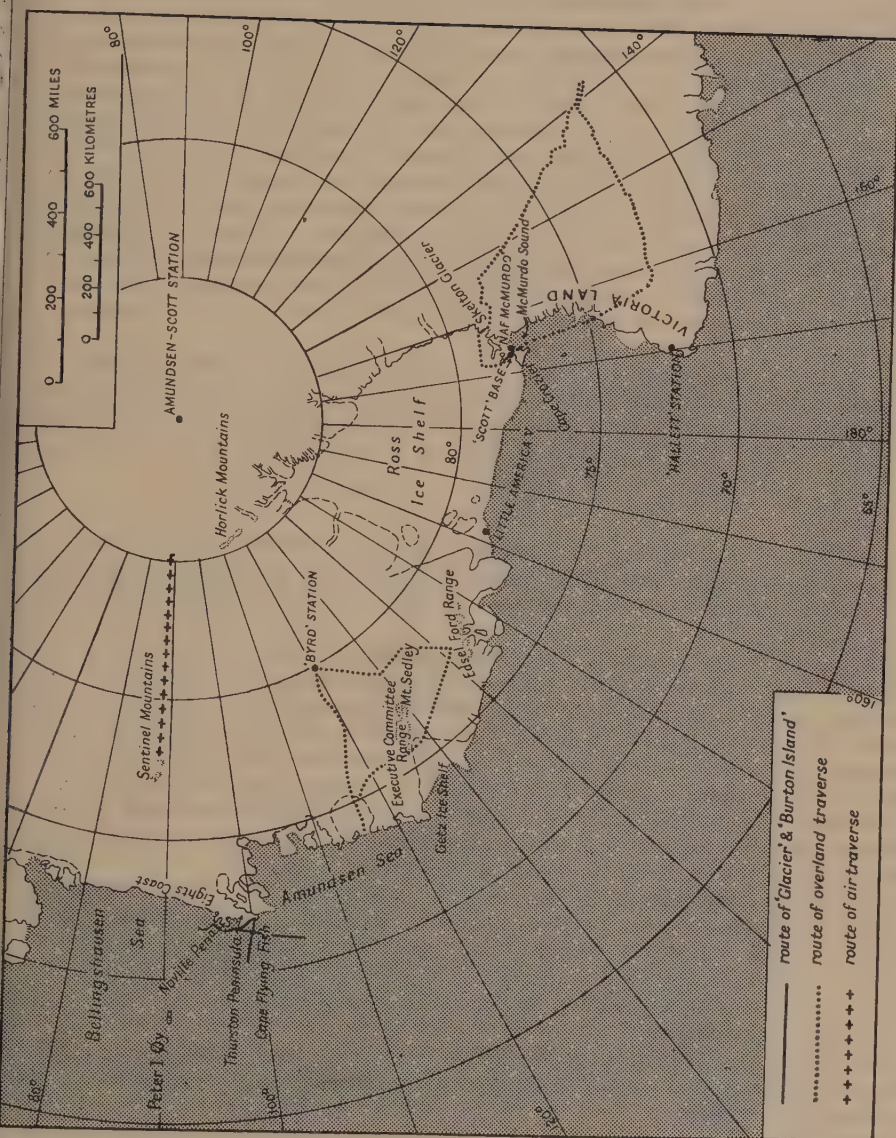 80°
100°
120°
140°
160°
0 200 400 600 MILES
0 200 400 600 KILOMETRES
AMUNDSEN-SCOTT STATION
Horlick Mountains
Skelton Glacier
'SCOTT' BASE
NAF McMURDO
McMurdo Sound
Cape Crozier
VICTORIA LAND
'HALLETT' STATION
Ross
Ice Shelf
80°
75°
70°
65°
180°
160°
LITTLE AMERICA V
Sentinel Mountains
'BYRD' STATION
Executive Committee
Range
Mt. Sedley
Edsel Ford Range
Getz Ice Shelf
Amundsen Sea
Eights Coast
Bellingshausen
Sea
Peter I Øy
Noville Penin.
Thurston Peninsula
Cape Flying Fish
80°
100°
120°
route of 'Glacier' & 'Burton Island'
route of overland traverse
route of air traverse